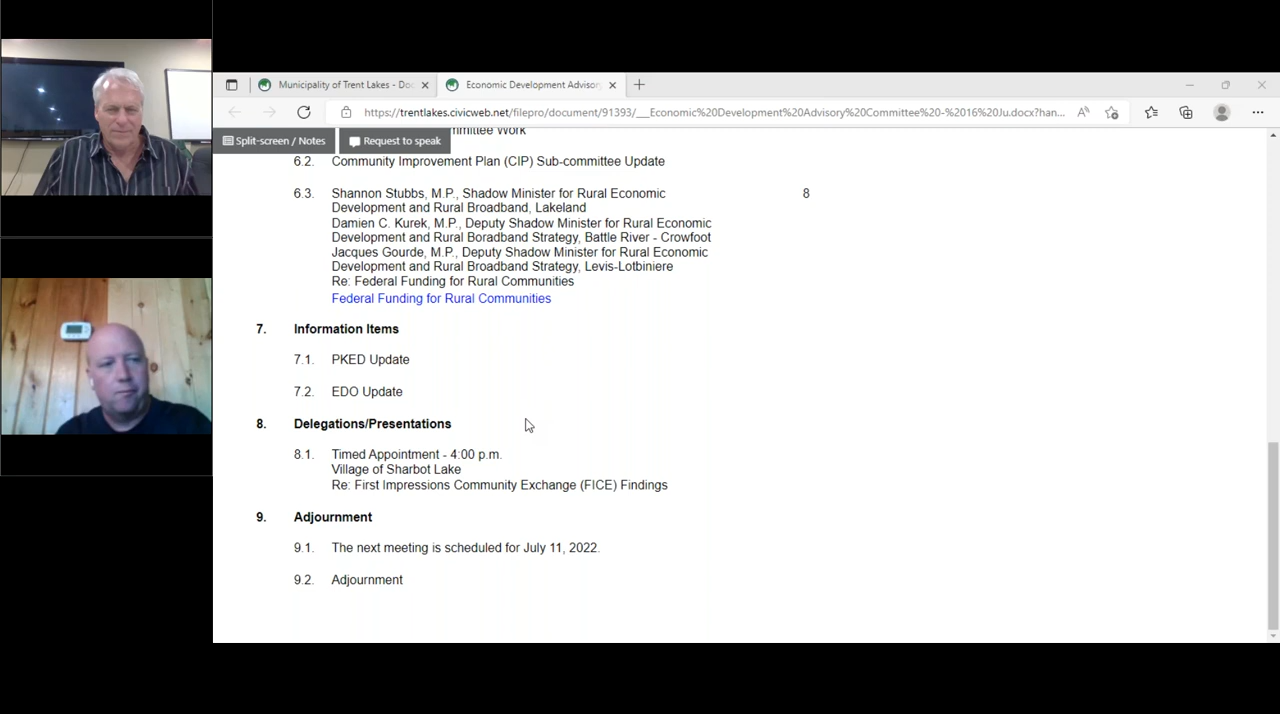 Municipality of Trent Lakes - Doc
Economic Development Advisory
https://trentlakes.civicweb.net/filepro/document/91393/__Economic%20Development%20Advisory%20Committee%20-%2016%20Ju.docx?han...
Split-screen / Notes
Request to speak
mmittee Work
6.2. Community Improvement Plan (CIP) Sub-committee Update
6.3. Shannon Stubbs, M.P., Shadow Minister for Rural Economic 8
Development and Rural Broadband, Lakeland
Damien C. Kurek, M.P., Deputy Shadow Minister for Rural Economic
Development and Rural Boradband Strategy, Battle River - Crowfoot
Jacques Gourde, M.P., Deputy Shadow Minister for Rural Economic
Development and Rural Broadband Strategy, Levis-Lotbiniere
Re: Federal Funding for Rural Communities
Federal Funding for Rural Communities
7. Information Items
7.1. PKED Update
7.2. EDO Update
8. Delegations/Presentations
8.1. Timed Appointment - 4:00 p.m.
Village of Sharbot Lake
Re: First Impressions Community Exchange (FICE) Findings
9. Adjournment
9.1. The next meeting is scheduled for July 11, 2022.
9.2. Adjournment